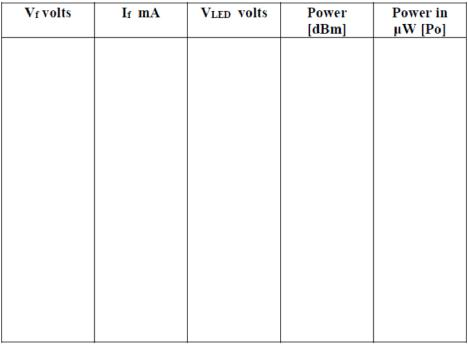 Vf volts If mA VLED volts Power Power in
[dBm] µW [Po]